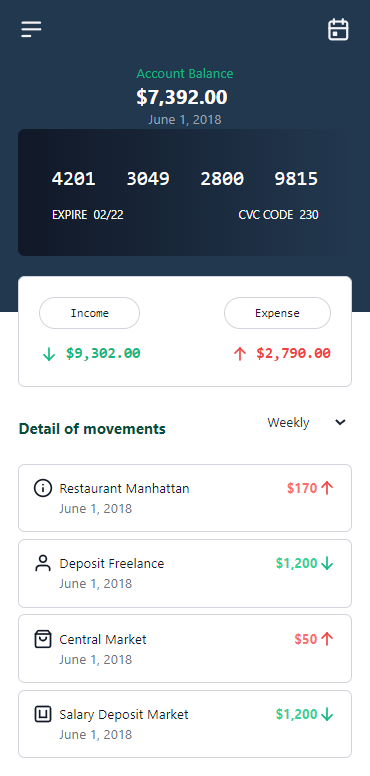 Account Balance
$7,392.00
June 1, 2018
4201 3049 2800 9815
EXPIRE 02/22 CVC CODE 230
Income Expense
$9,302.00 $2,790.00
Detail of movements Weekly
Restaurant Manhattan $170
June 1, 2018
Deposit Freelance $1,200
June 1, 2018
Central Market $50
June 1, 2018
Salary Deposit Market $1,200
June 1, 2018